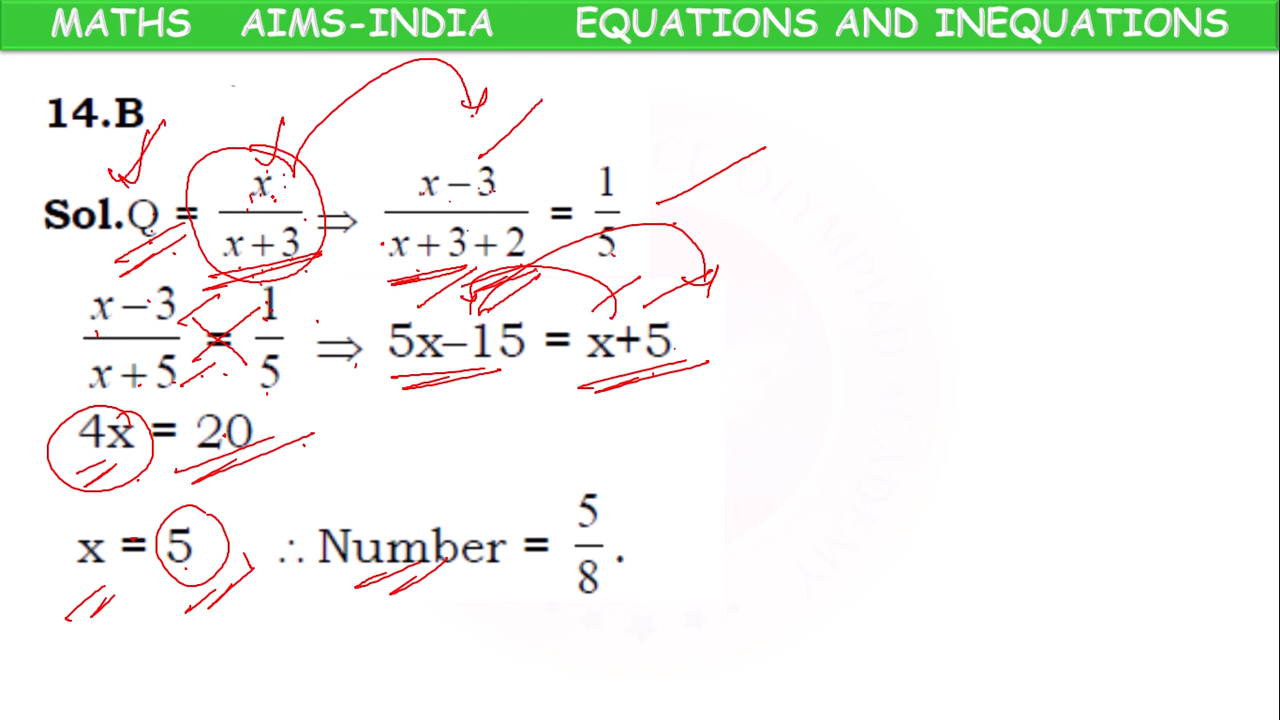 MATHS AIMS-INDIA EQUATIONS AND INEQUATIONS
14.B
Sol.Q = x/(x+3) ⇒ (x−3)/(x+3+2) = 1/5
(x−3)/(x+5) = 1/5 ⇒ 5x−15 = x+5
4x = 20
x = 5 ∴ Number = 5/8.